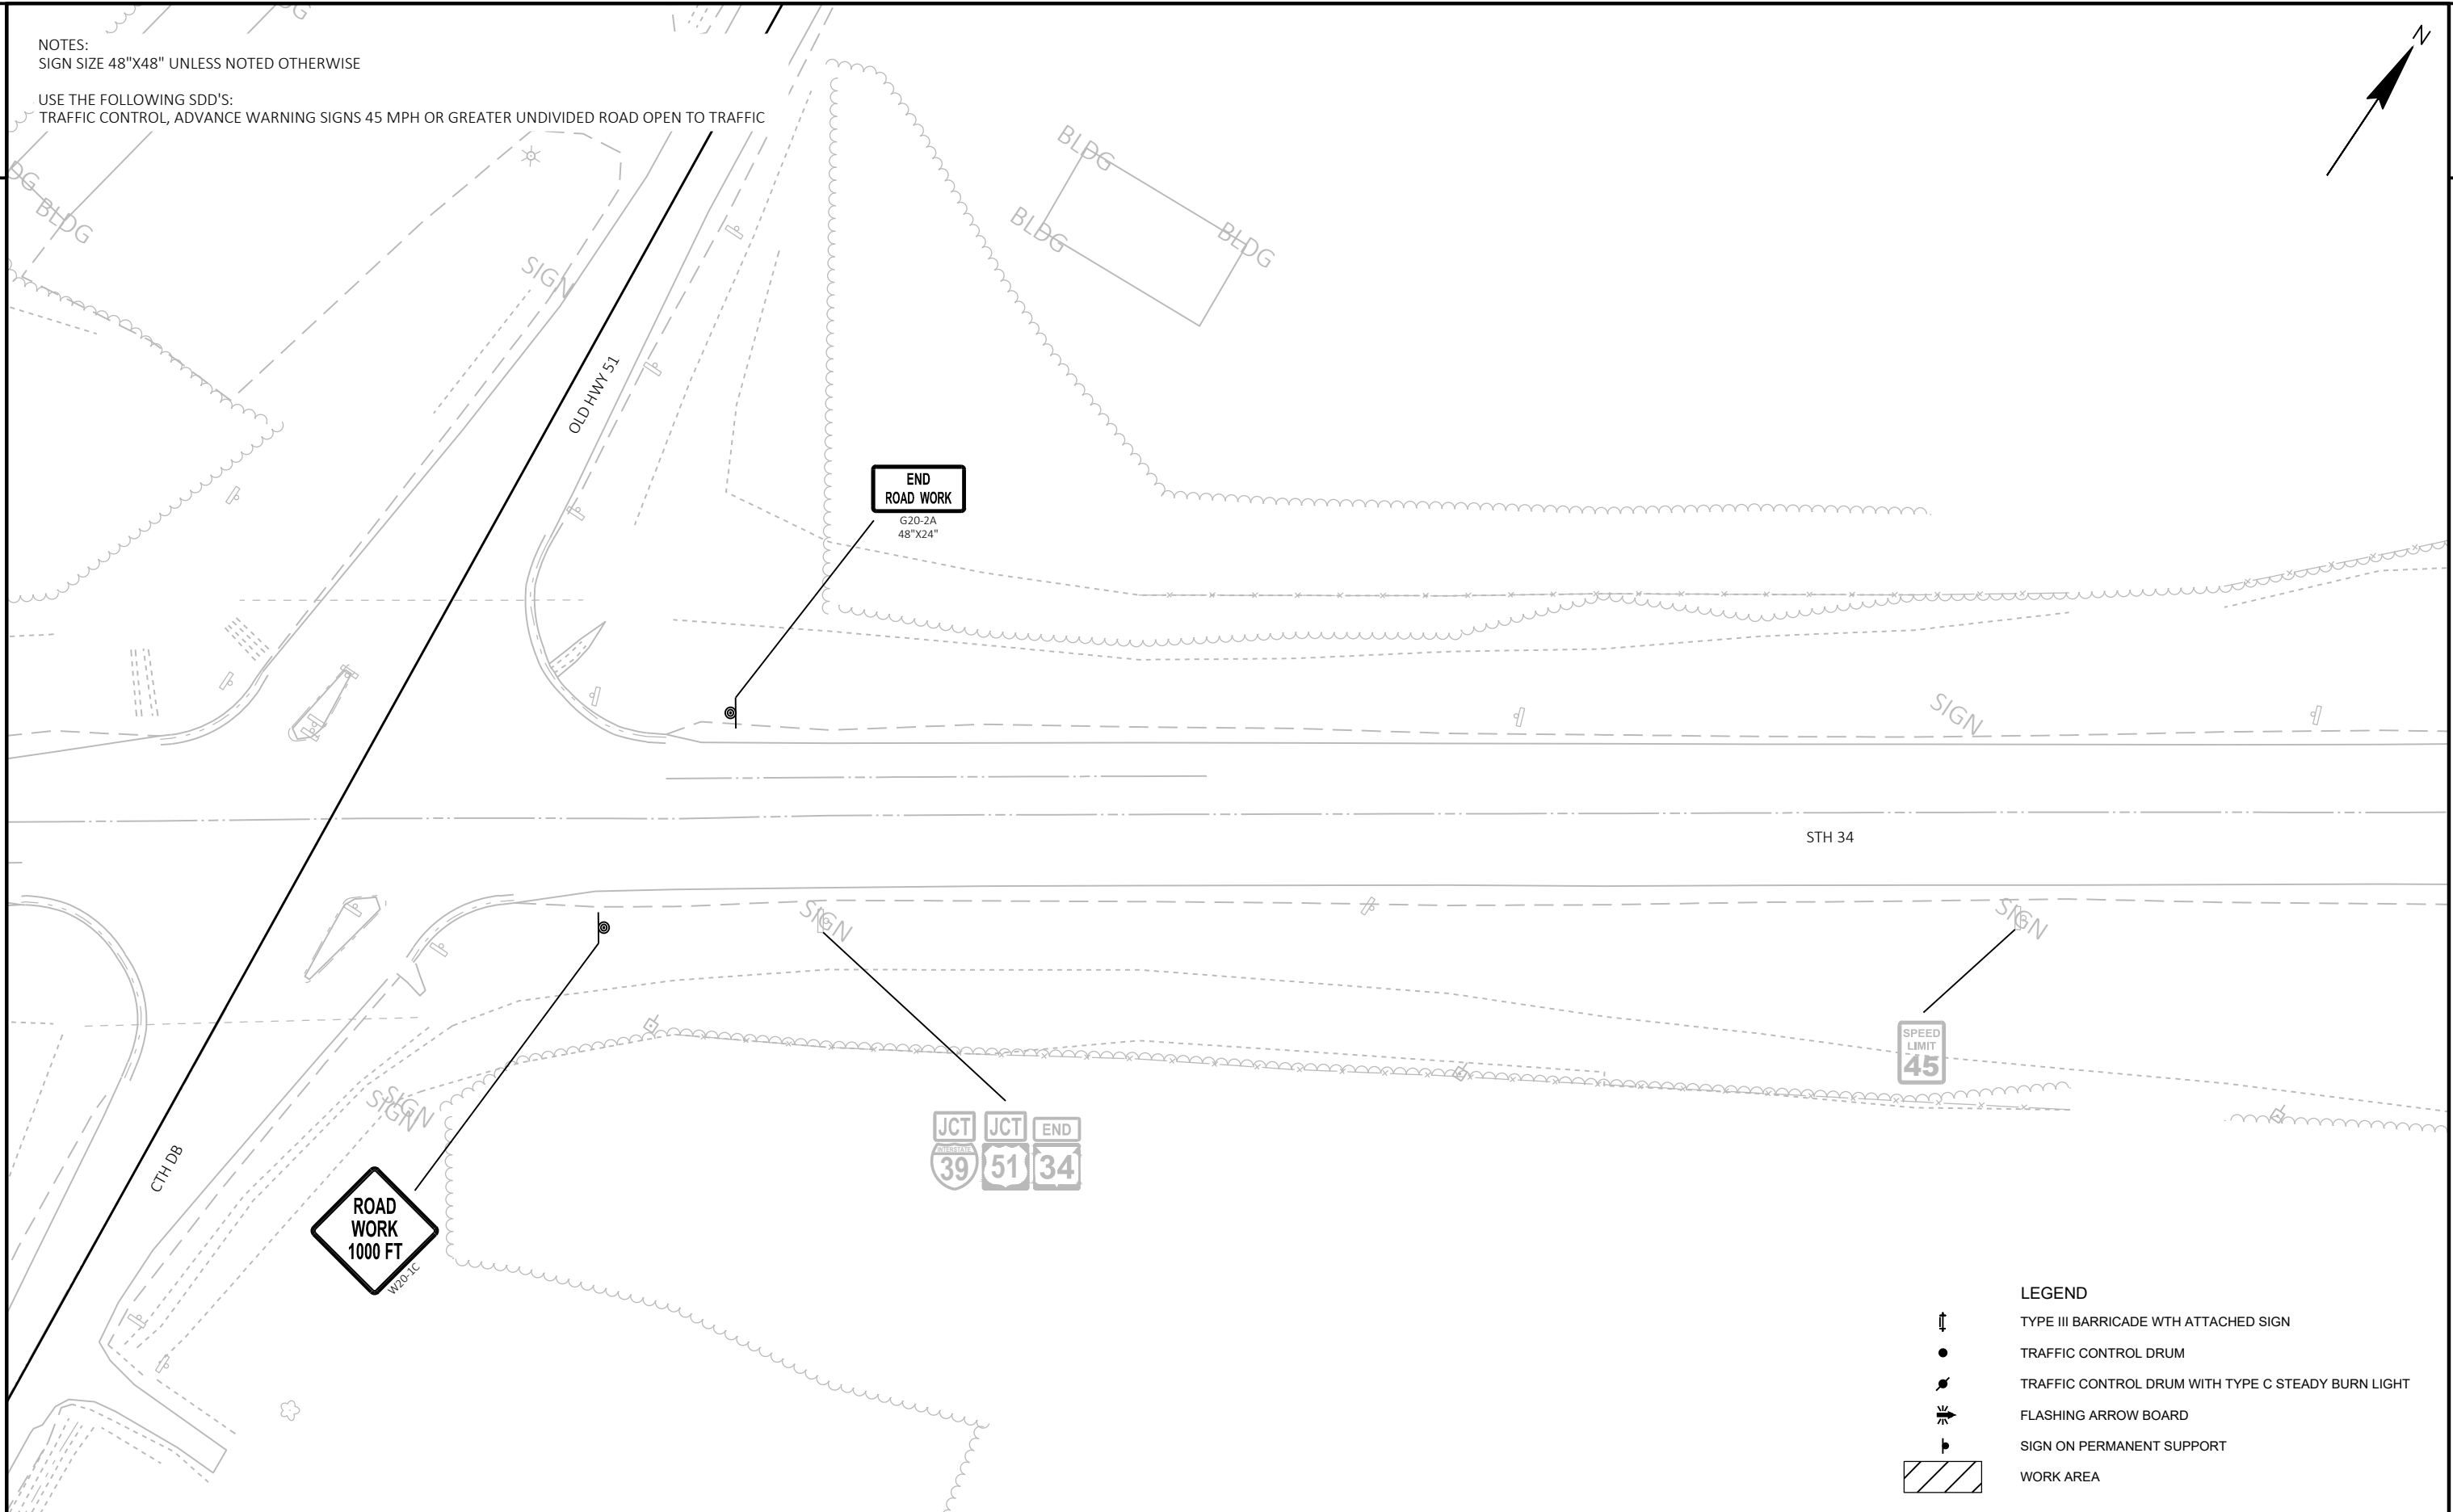 NOTES:
SIGN SIZE 48"X48" UNLESS NOTED OTHERWISE
USE THE FOLLOWING SDD'S:
TRAFFIC CONTROL, ADVANCE WARNING SIGNS 45 MPH OR GREATER UNDIVIDED ROAD OPEN TO TRAFFIC
N
BLDG
BLDG
BLDG
BLDG
SIGN
OLD HWY 51
END
ROAD WORK
G20-2A
48"X24"
SIGN
STH 34
SIGN
SIGN
SPEED
LIMIT
45
SIGN
SIGN
JCT
JCT
END
INTERSTATE
39
51
34
CTH DB
ROAD
WORK
1000 FT
W20-1C
LEGEND
TYPE III BARRICADE WTH ATTACHED SIGN
TRAFFIC CONTROL DRUM
TRAFFIC CONTROL DRUM WITH TYPE C STEADY BURN LIGHT
FLASHING ARROW BOARD
SIGN ON PERMANENT SUPPORT
WORK AREA